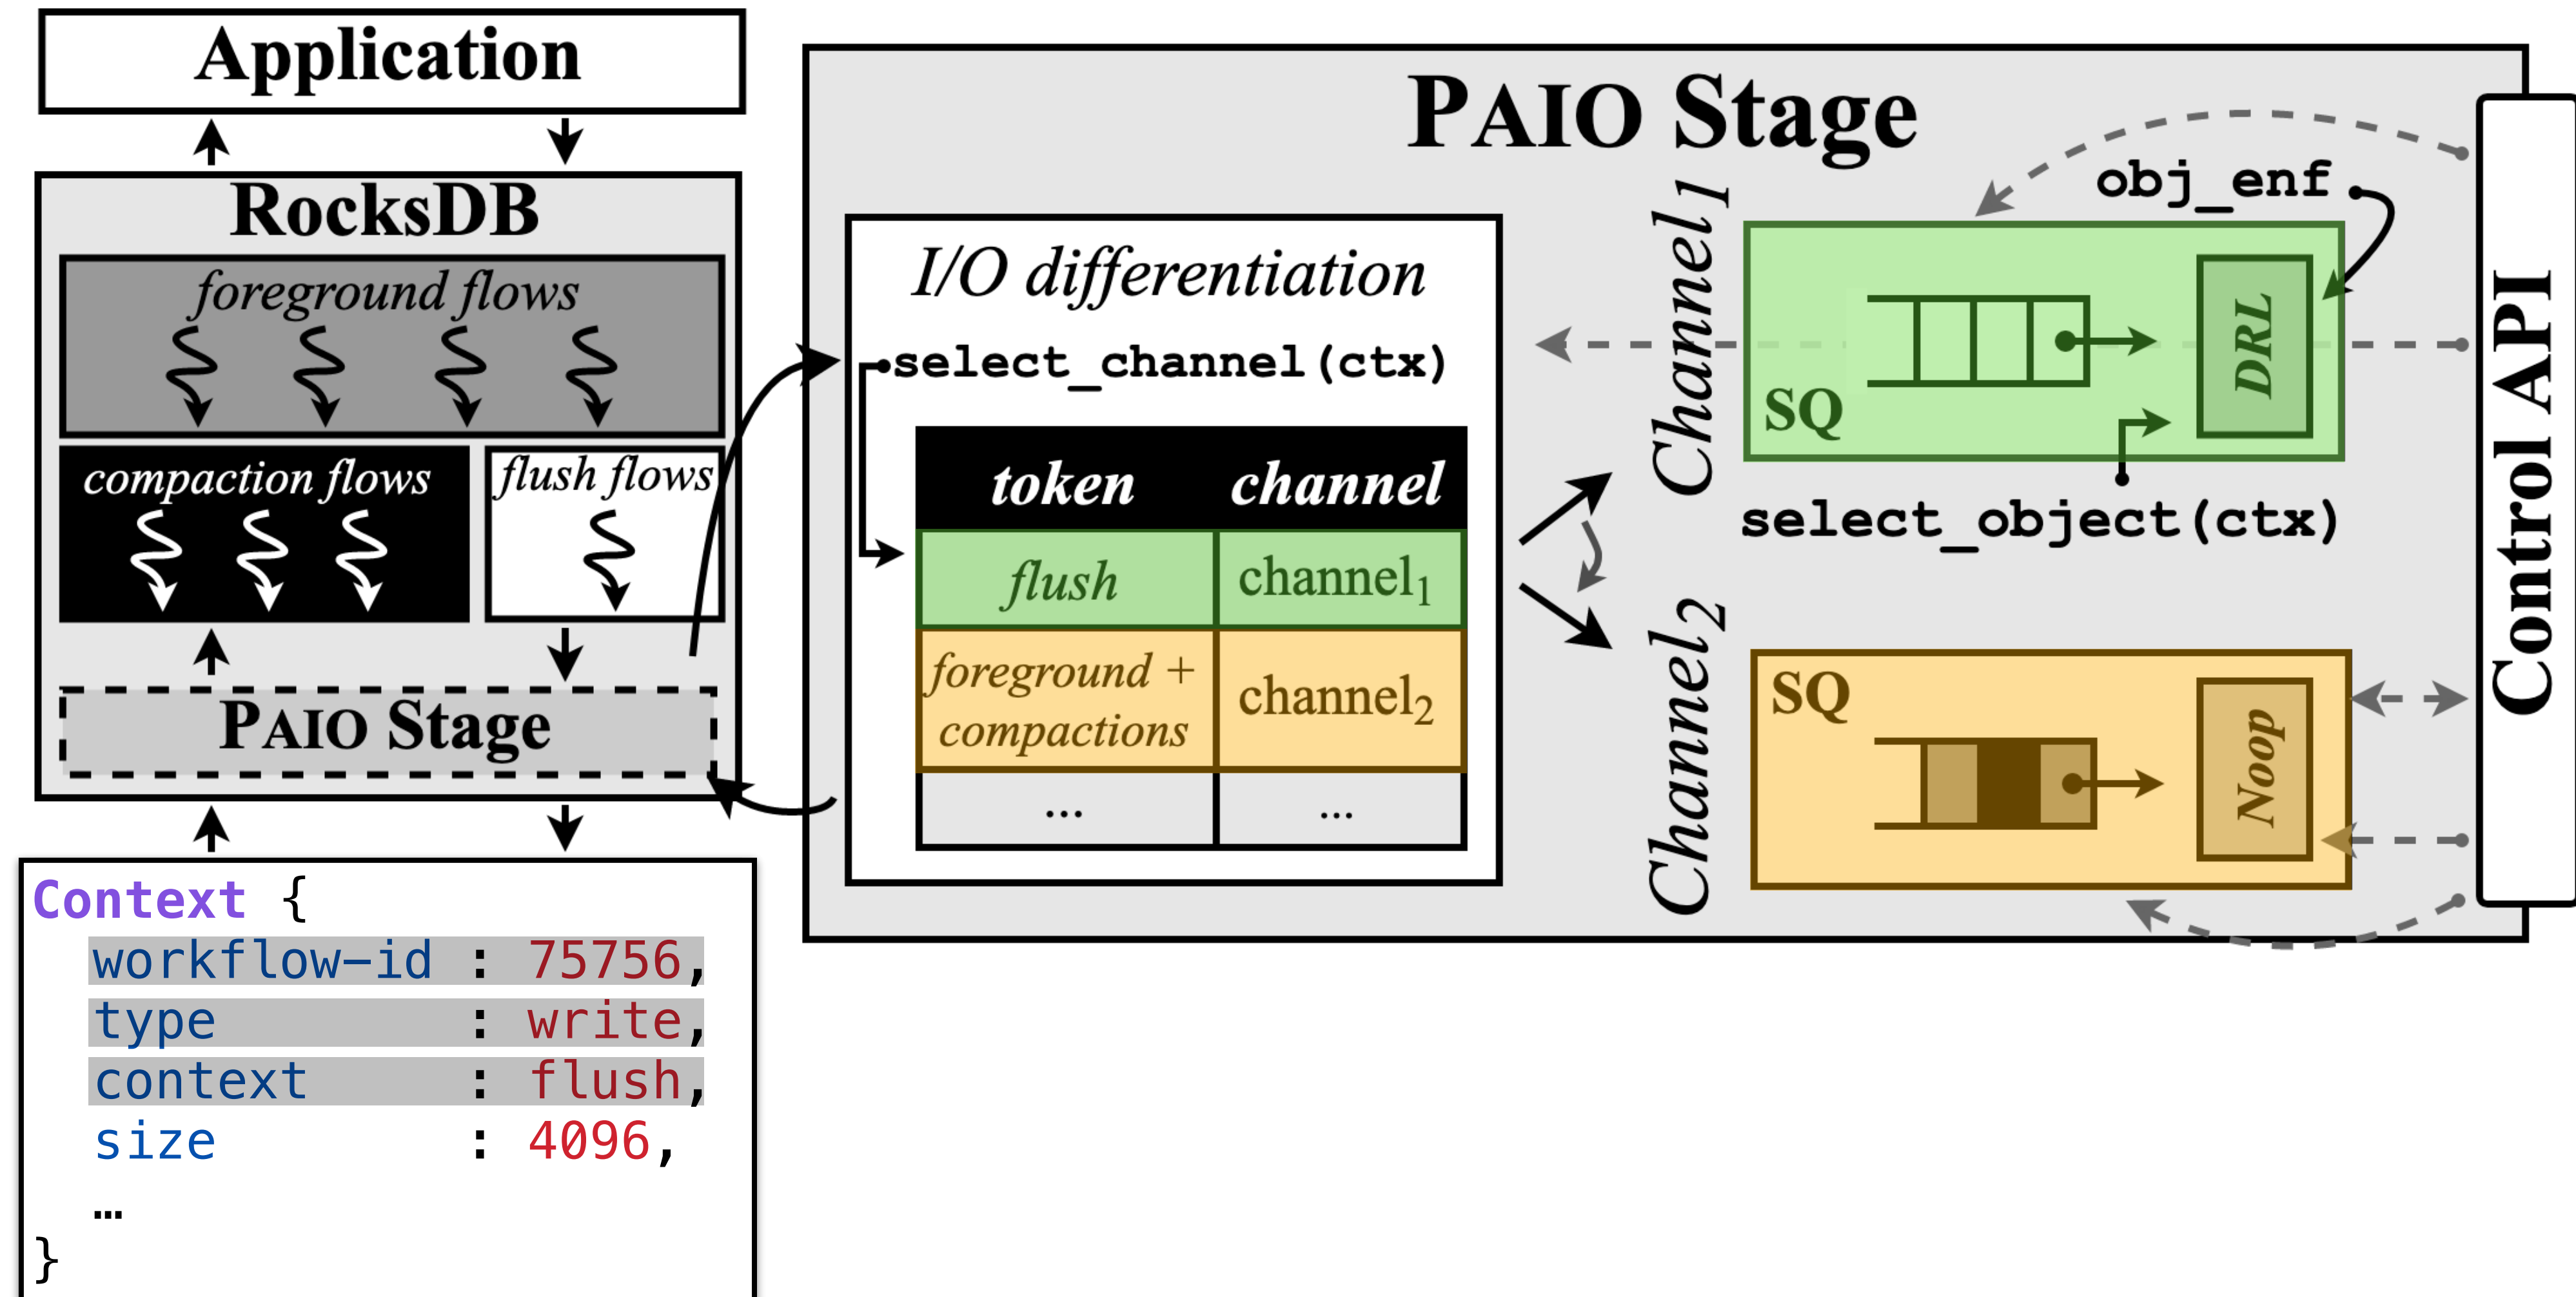 Application
RocksDB
foreground flows
compaction flows
flush flows
PAIO Stage
Context {
workflow-id : 75756,
type : write,
context : flush,
size : 4096,
…
}
PAIO Stage
I/O differentiation
select_channel(ctx)
token channel
flush channel₁
foreground + compactions channel₂
... ...
Channel₁
obj_enf
SQ
DRL
select_object(ctx)
Channel₂
SQ
Noop
Control API